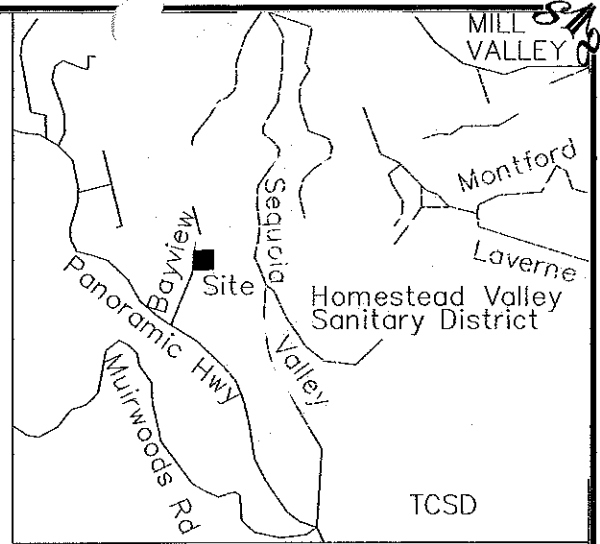 MILL
VALLEY
Montford
Laverne
Sequoia
Valley
Bayview
Site
Homestead Valley
Sanitary District
Panoramic Hwy
Muirwoods Rd
TCSD